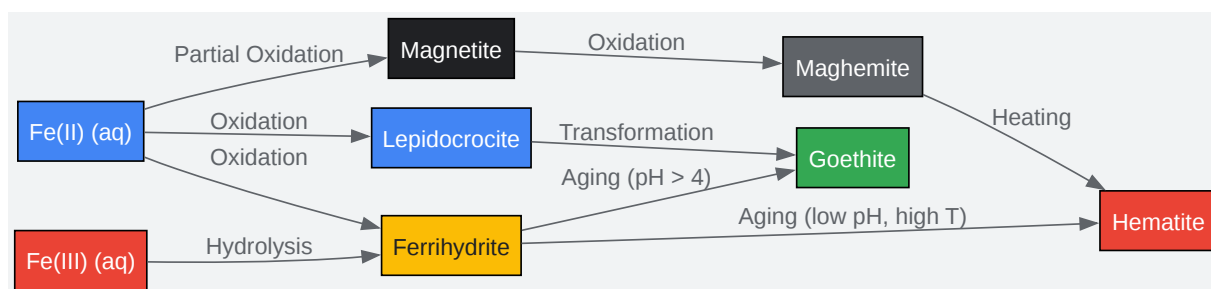 Partial Oxidation
Magnetite
Oxidation
Maghemite
Fe(II) (aq)
Oxidation
Lepidocrocite
Transformation
Goethite
Heating
Oxidation
Aging (pH > 4)
Fe(III) (aq)
Hydrolysis
Ferrihydrite
Aging (low pH, high T)
Hematite